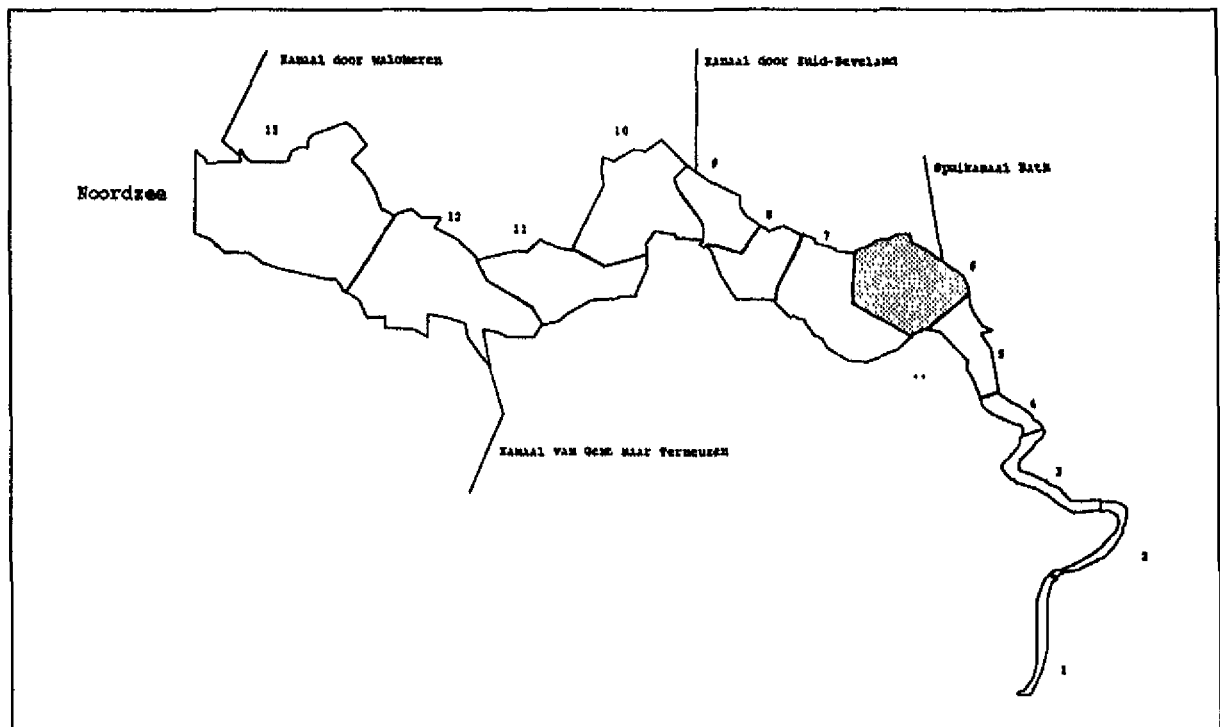 Kanaal door Walcheren
Kanaal door Zuid-Beveland
13
10
9
Spuikanaal Bath
Noordzee
12
11
8
7
6
5
4
Kanaal van Gent naar Terneuzen
3
2
1